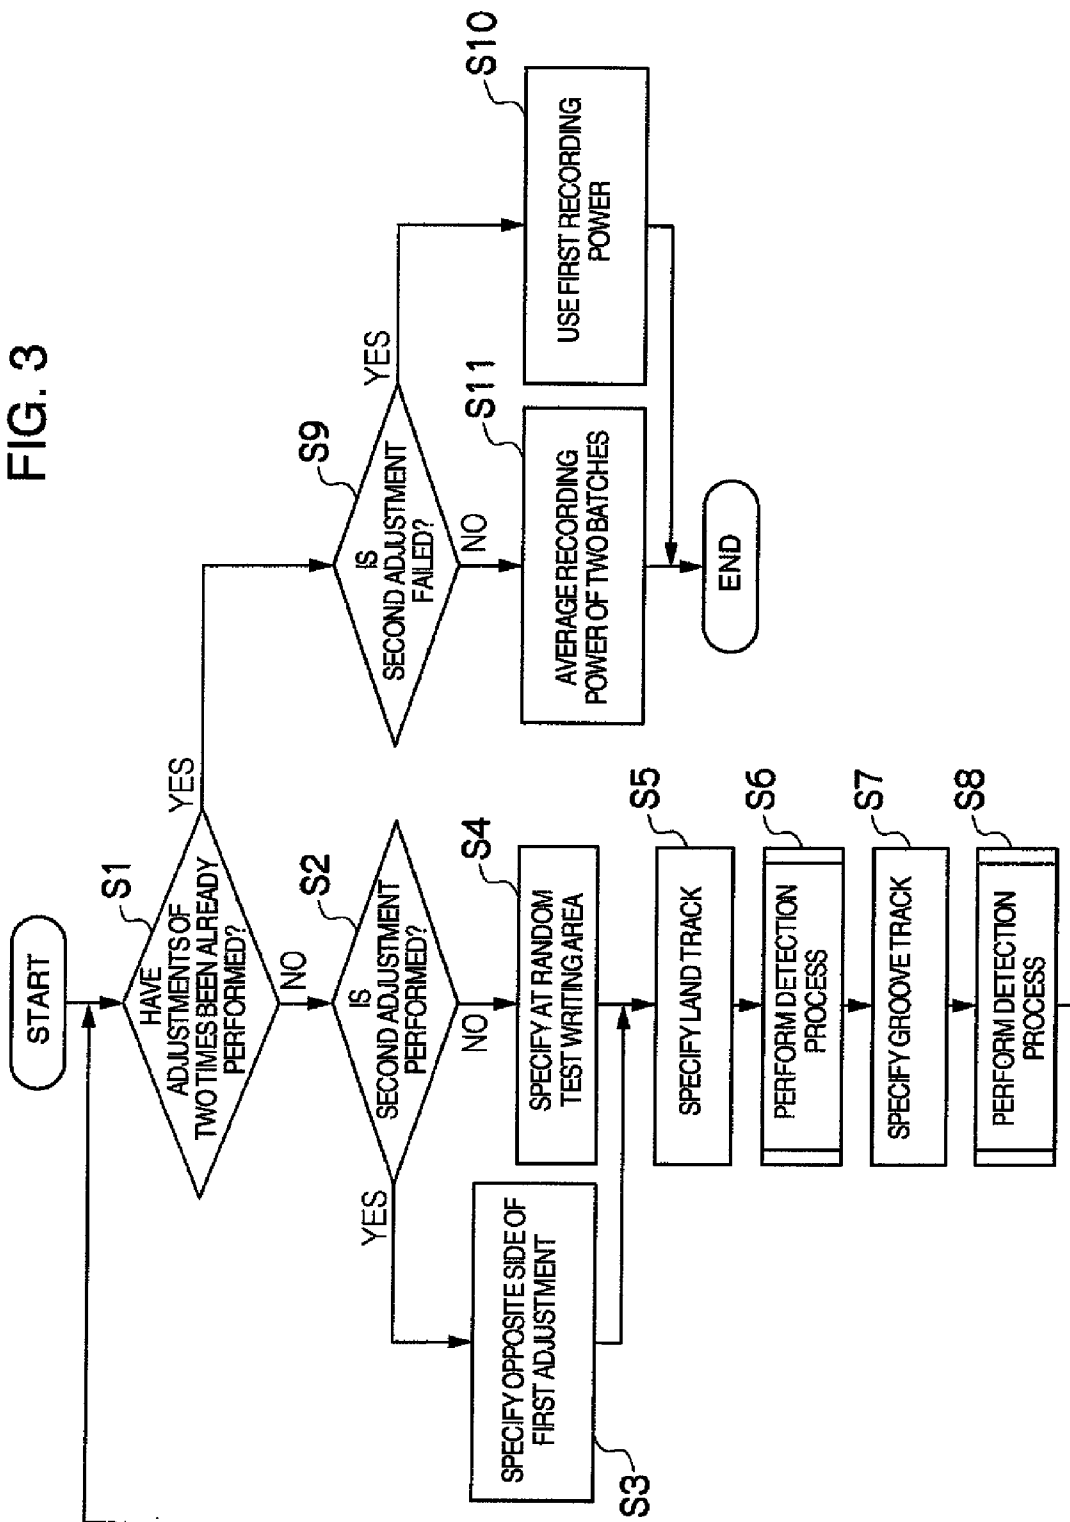 FIG. 3
START
S1
HAVE
ADJUSTMENTS OF
TWO TIMES BEEN ALREADY
PERFORMED?
YES
NO
S2
IS
SECOND ADJUSTMENT
PERFORMED?
YES
NO
SPECIFY OPPOSITE SIDE OF
FIRST ADJUSTMENT
S3
S4
SPECIFY AT RANDOM
TEST WRITING AREA
S5
SPECIFY LAND TRACK
S6
PERFORM DETECTION
PROCESS
S7
SPECIFY GROOVE TRACK
S8
PERFORM DETECTION
PROCESS
S9
IS
SECOND ADJUSTMENT
FAILED?
YES
NO
S10
USE FIRST RECORDING
POWER
S11
AVERAGE RECORDING
POWER OF TWO BATCHES
END